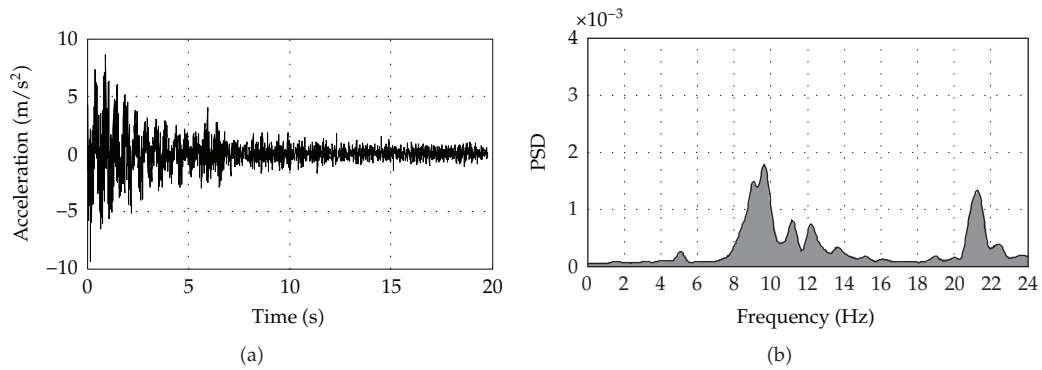 10
5
0
−5
−10
Acceleration (m/s²)
0 5 10 15 20
Time (s)
(a)
×10⁻³
4
3
2
1
0
PSD
0 2 4 6 8 10 12 14 16 18 20 22 24
Frequency (Hz)
(b)